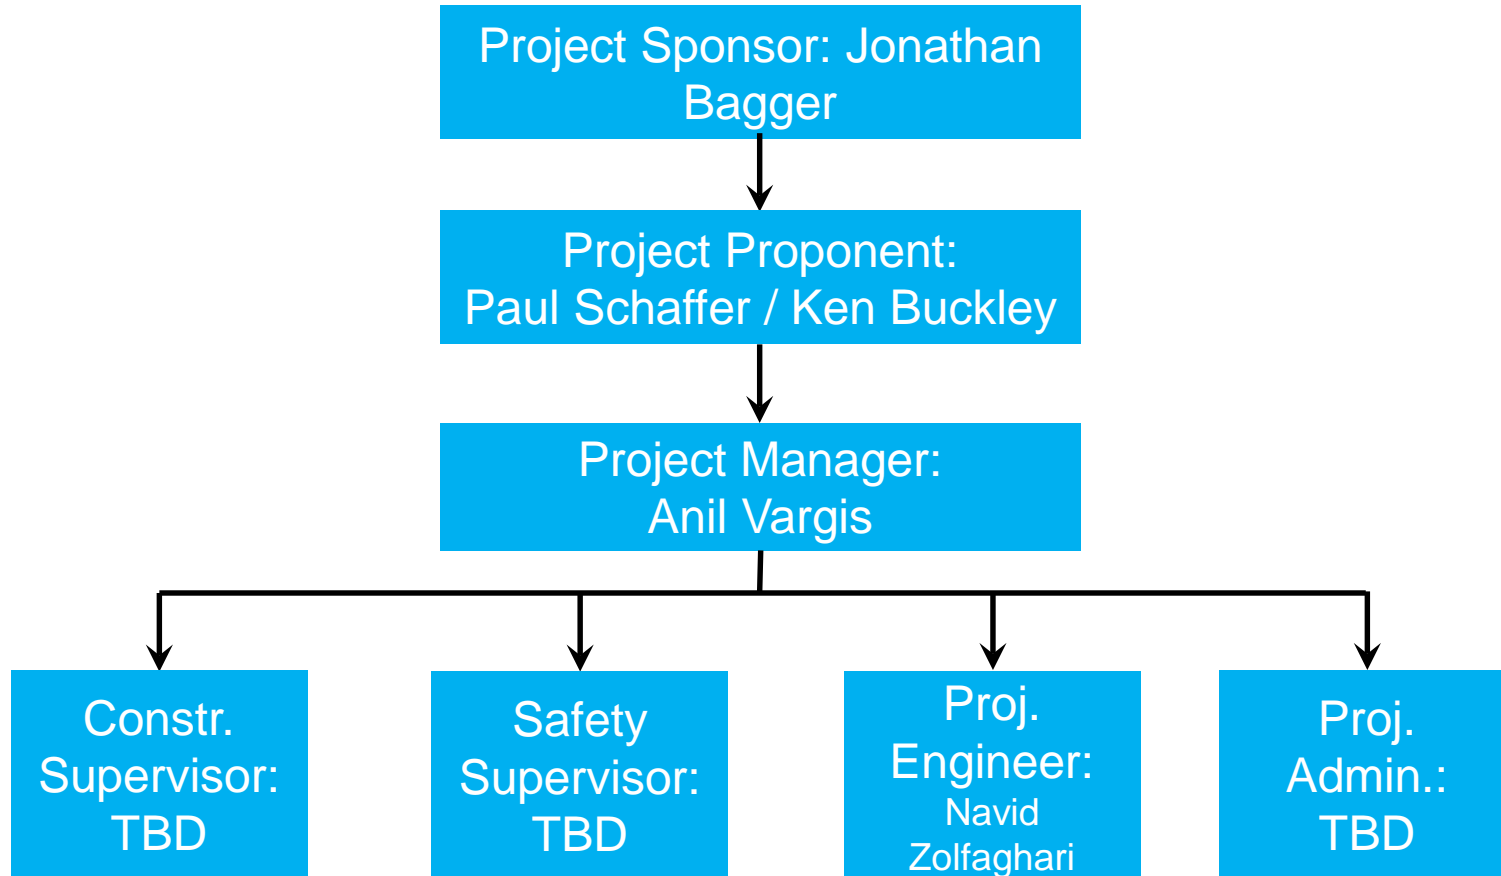 Project Sponsor: Jonathan
Bagger
Project Proponent:
Paul Schaffer / Ken Buckley
Project Manager:
Anil Vargis
Constr.
Supervisor:
TBD
Safety
Supervisor:
TBD
Proj.
Engineer:
Navid
Zolfaghari
Proj.
Admin.:
TBD